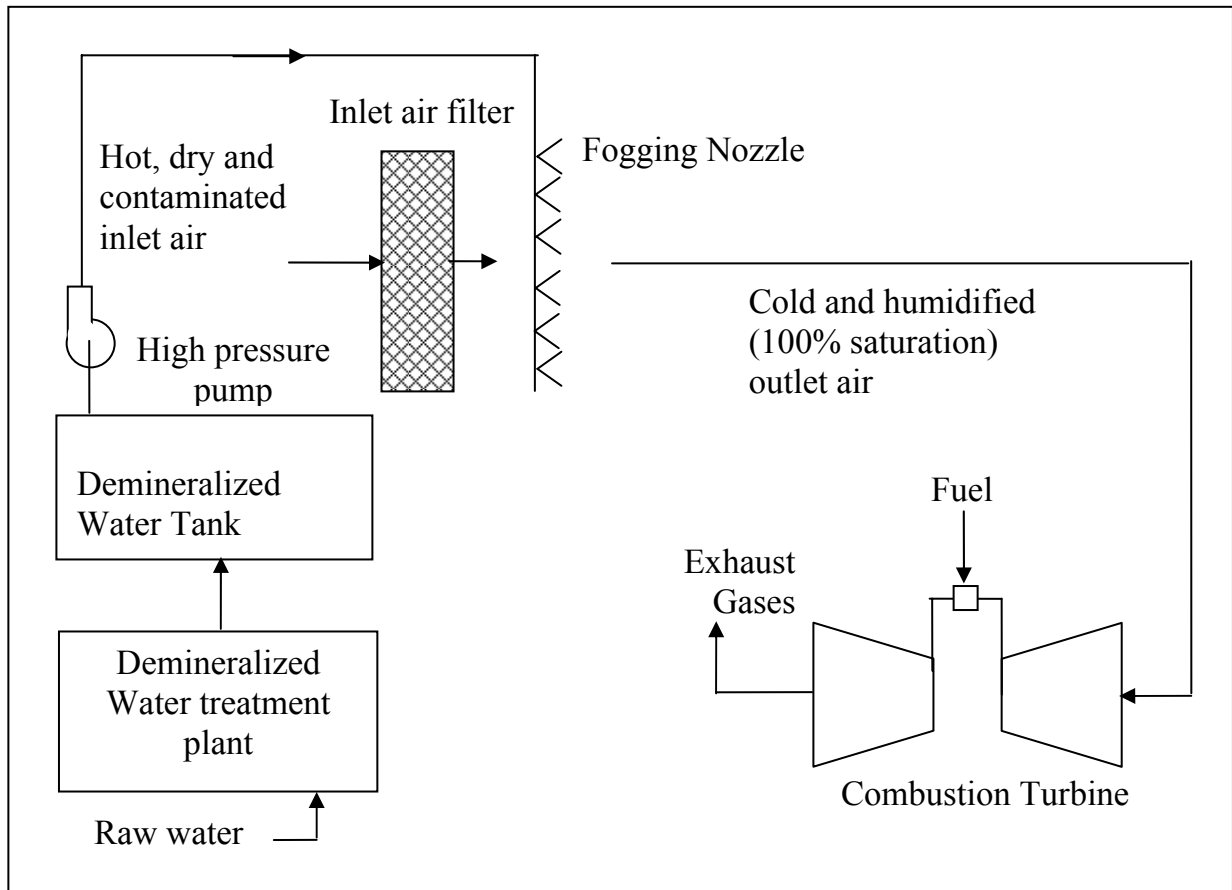 Inlet air filter
Hot, dry and
contaminated
inlet air
Fogging Nozzle
High pressure
pump
Cold and humidified
(100% saturation)
outlet air
Demineralized
Water Tank
Fuel
Exhaust
Gases
Demineralized
Water treatment
plant
Combustion Turbine
Raw water